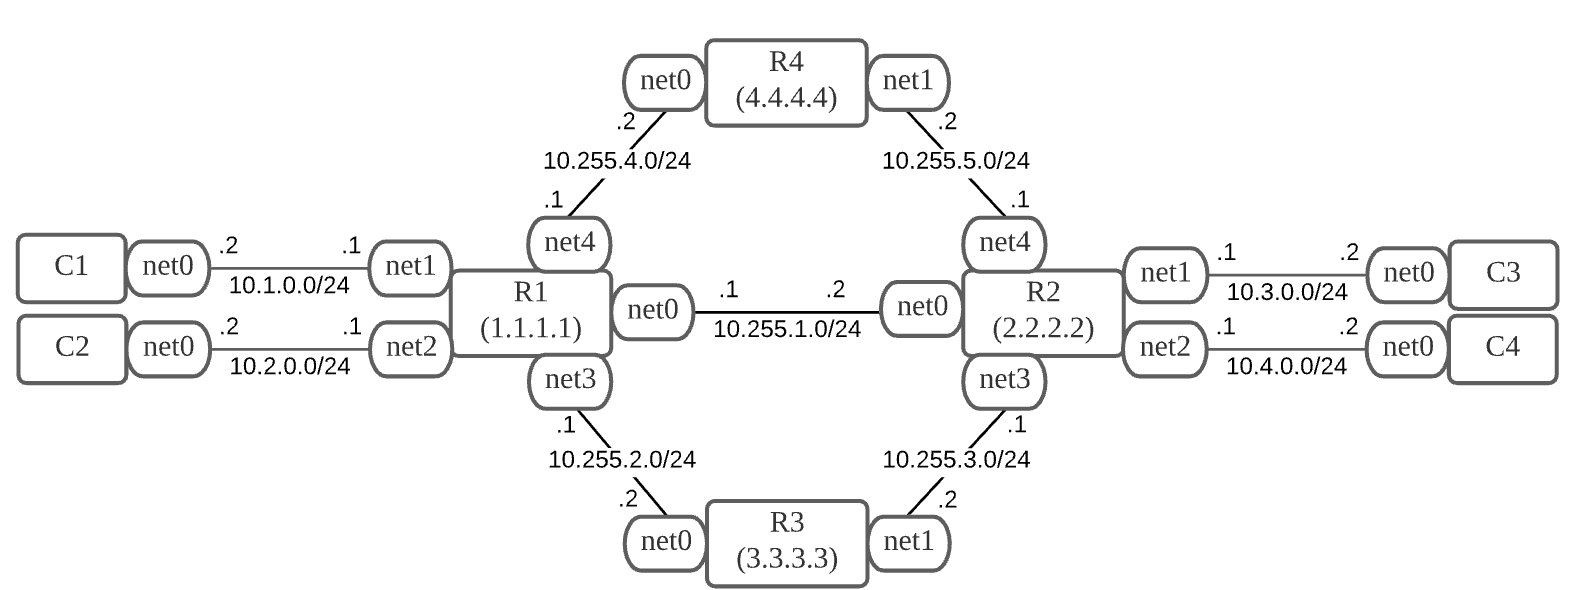 R4
(4.4.4.4)
net0
net1
.2
.2
10.255.4.0/24
10.255.5.0/24
.1
.1
net4
net4
C1
net0
.2
.1
net1
10.1.0.0/24
R1
(1.1.1.1)
net0
.1
.2
10.255.1.0/24
net0
R2
(2.2.2.2)
net1
.1
.2
10.3.0.0/24
net0
C3
C2
net0
.2
.1
net2
10.2.0.0/24
net2
.1
.2
10.4.0.0/24
net0
C4
net3
net3
.1
.1
10.255.2.0/24
10.255.3.0/24
.2
.2
net0
R3
(3.3.3.3)
net1